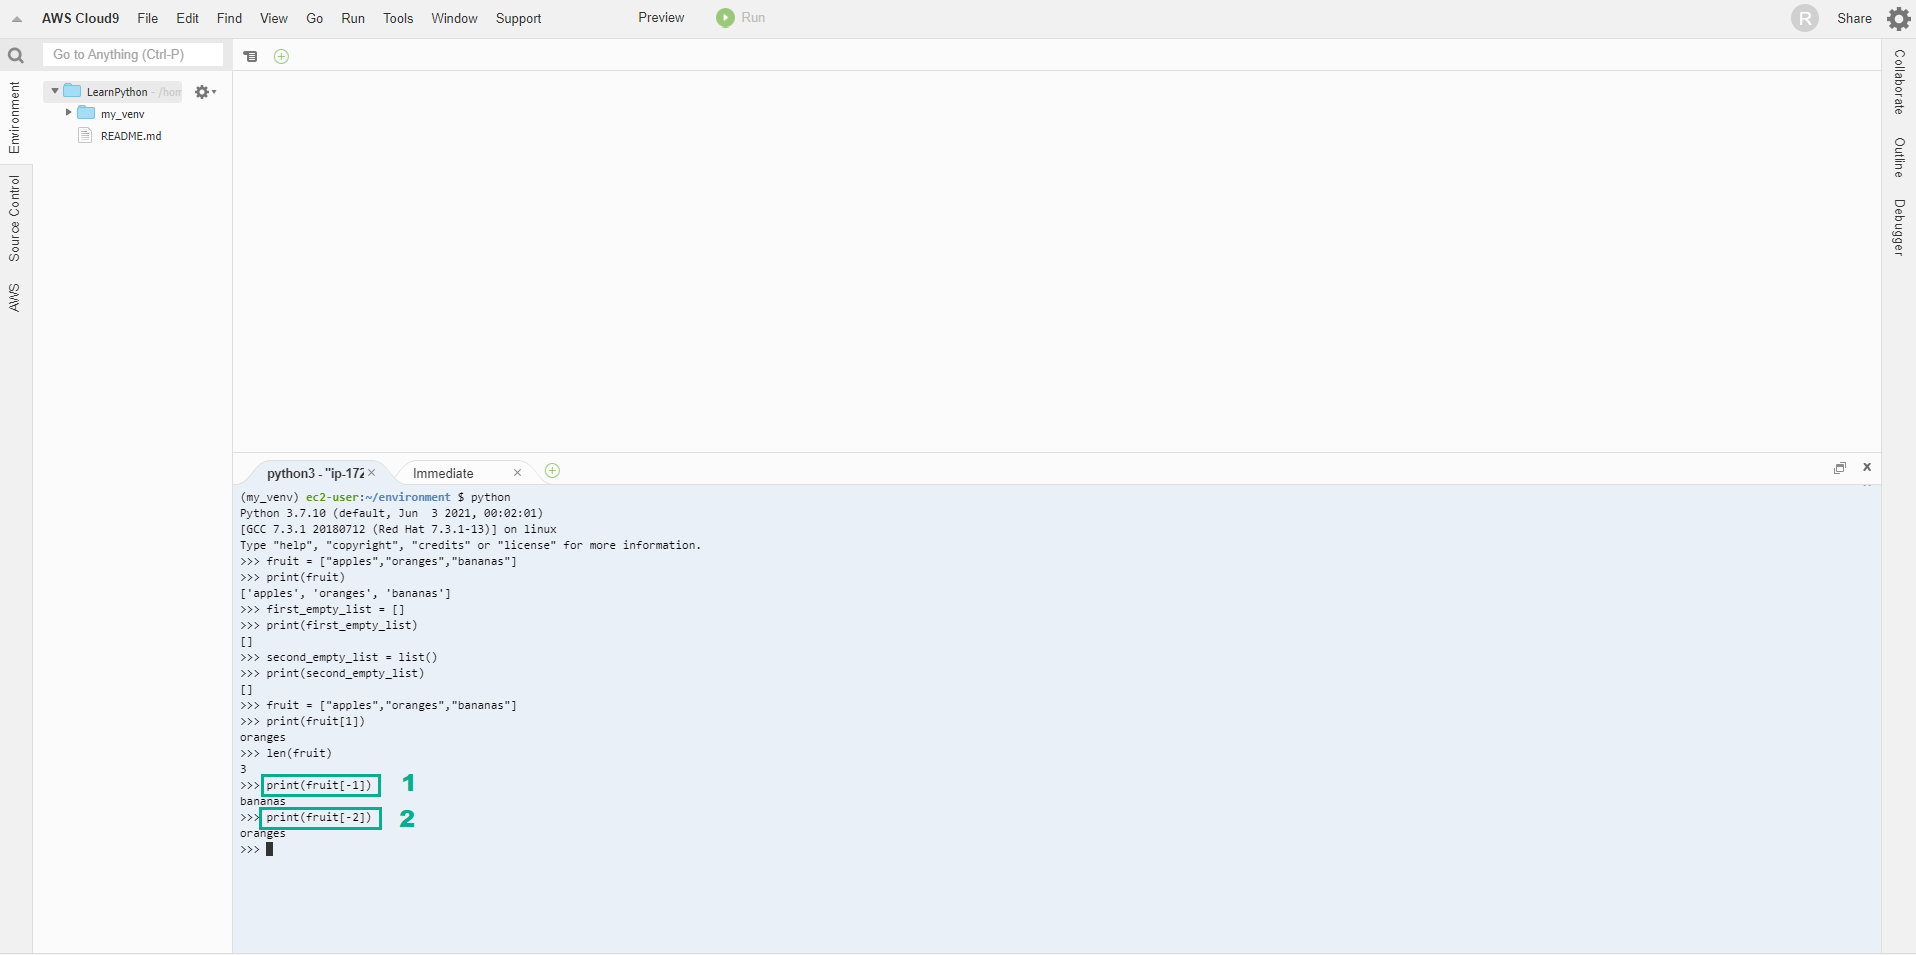 AWS Cloud9 File Edit Find View Go Run Tools Window Support Preview Run R Share
Go to Anything (Ctrl-P)
Environment
Source Control
AWS
LearnPython - /hom
my_venv
README.md
Collaborate
Outline
Debugger
python3 - "ip-172 × Immediate ×
(my_venv) ec2-user:~/environment $ python
Python 3.7.10 (default, Jun  3 2021, 00:02:01)
[GCC 7.3.1 20180712 (Red Hat 7.3.1-13)] on linux
Type "help", "copyright", "credits" or "license" for more information.
>>> fruit = ["apples","oranges","bananas"]
>>> print(fruit)
['apples', 'oranges', 'bananas']
>>> first_empty_list = []
>>> print(first_empty_list)
[]
>>> second_empty_list = list()
>>> print(second_empty_list)
[]
>>> fruit = ["apples","oranges","bananas"]
>>> print(fruit[1])
oranges
>>> len(fruit)
3
>>> print(fruit[-1]) 1
bananas
>>> print(fruit[-2]) 2
oranges
>>>